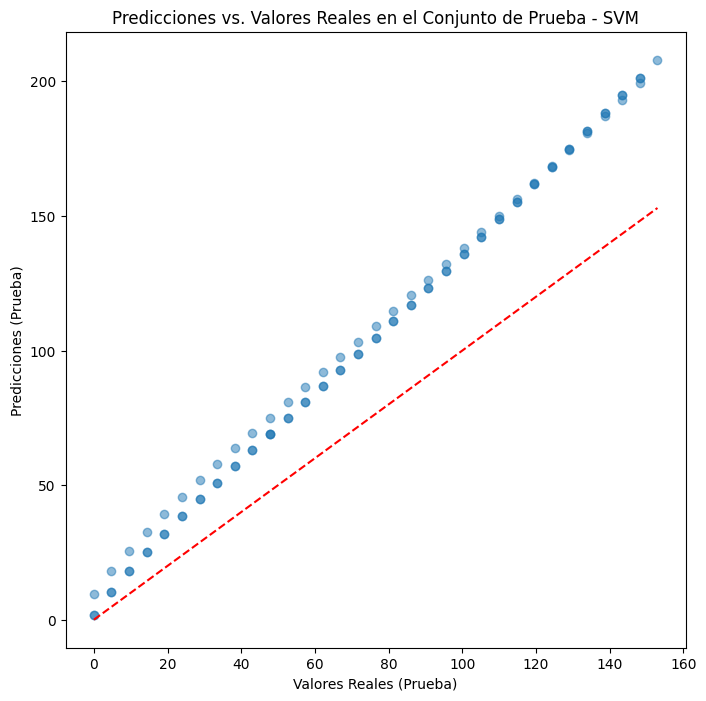 Predicciones vs. Valores Reales en el Conjunto de Prueba - SVM
200
150
100
50
0
Predicciones (Prueba)
0 20 40 60 80 100 120 140 160
Valores Reales (Prueba)